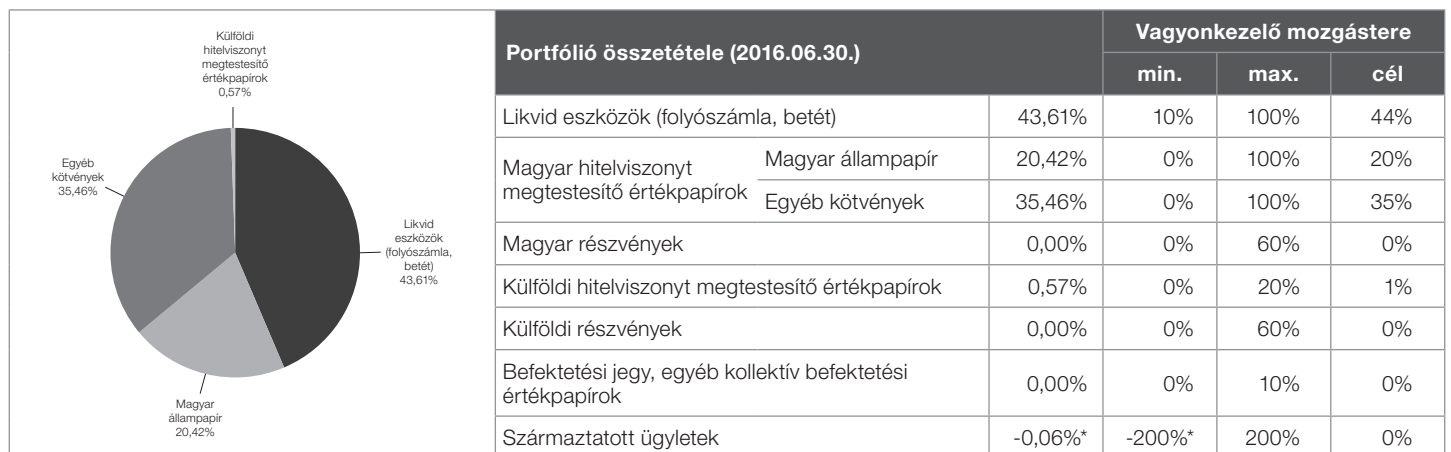 Külföldi
hitelviszonyt
megtestesítő
értékpapírok
0,57%
Egyéb
kötvények
35,46%
Likvid
eszközök
(folyószámla,
betét)
43,61%
Magyar
állampapír
20,42%
Portfólió összetétele (2016.06.30.) Vagyonkezelő mozgástere
min. max. cél
Likvid eszközök (folyószámla, betét) 43,61% 10% 100% 44%
Magyar hitelviszonyt
megtestesítő értékpapírok
Magyar állampapír 20,42% 0% 100% 20%
Egyéb kötvények 35,46% 0% 100% 35%
Magyar részvények 0,00% 0% 60% 0%
Külföldi hitelviszonyt megtestesítő értékpapírok 0,57% 0% 20% 1%
Külföldi részvények 0,00% 0% 60% 0%
Befektetési jegy, egyéb kollektív befektetési
értékpapírok 0,00% 0% 10% 0%
Származtatott ügyletek -0,06%* -200%* 200% 0%